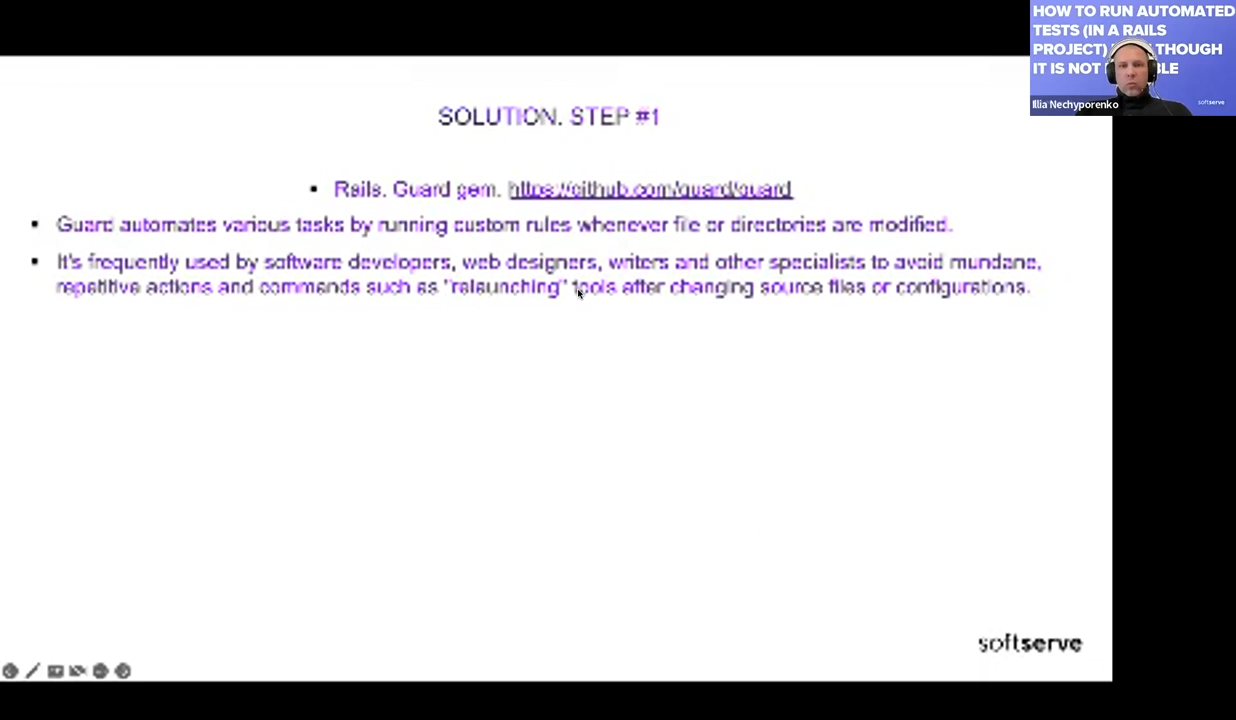 HOW TO RUN AUTOMATED
TESTS (IN A RAILS
PROJECT) THOUGH
IT IS NOT
Illia Nechyporenko
softserve
SOLUTION. STEP #1
▪ Rails. Guard gem. https://github.com/guard/guard
▪ Guard automates various tasks by running custom rules whenever file or directories are modified.
▪ It's frequently used by software developers, web designers, writers and other specialists to avoid mundane,
repetitive actions and commands such as "relaunching" tools after changing source files or configurations.
softserve